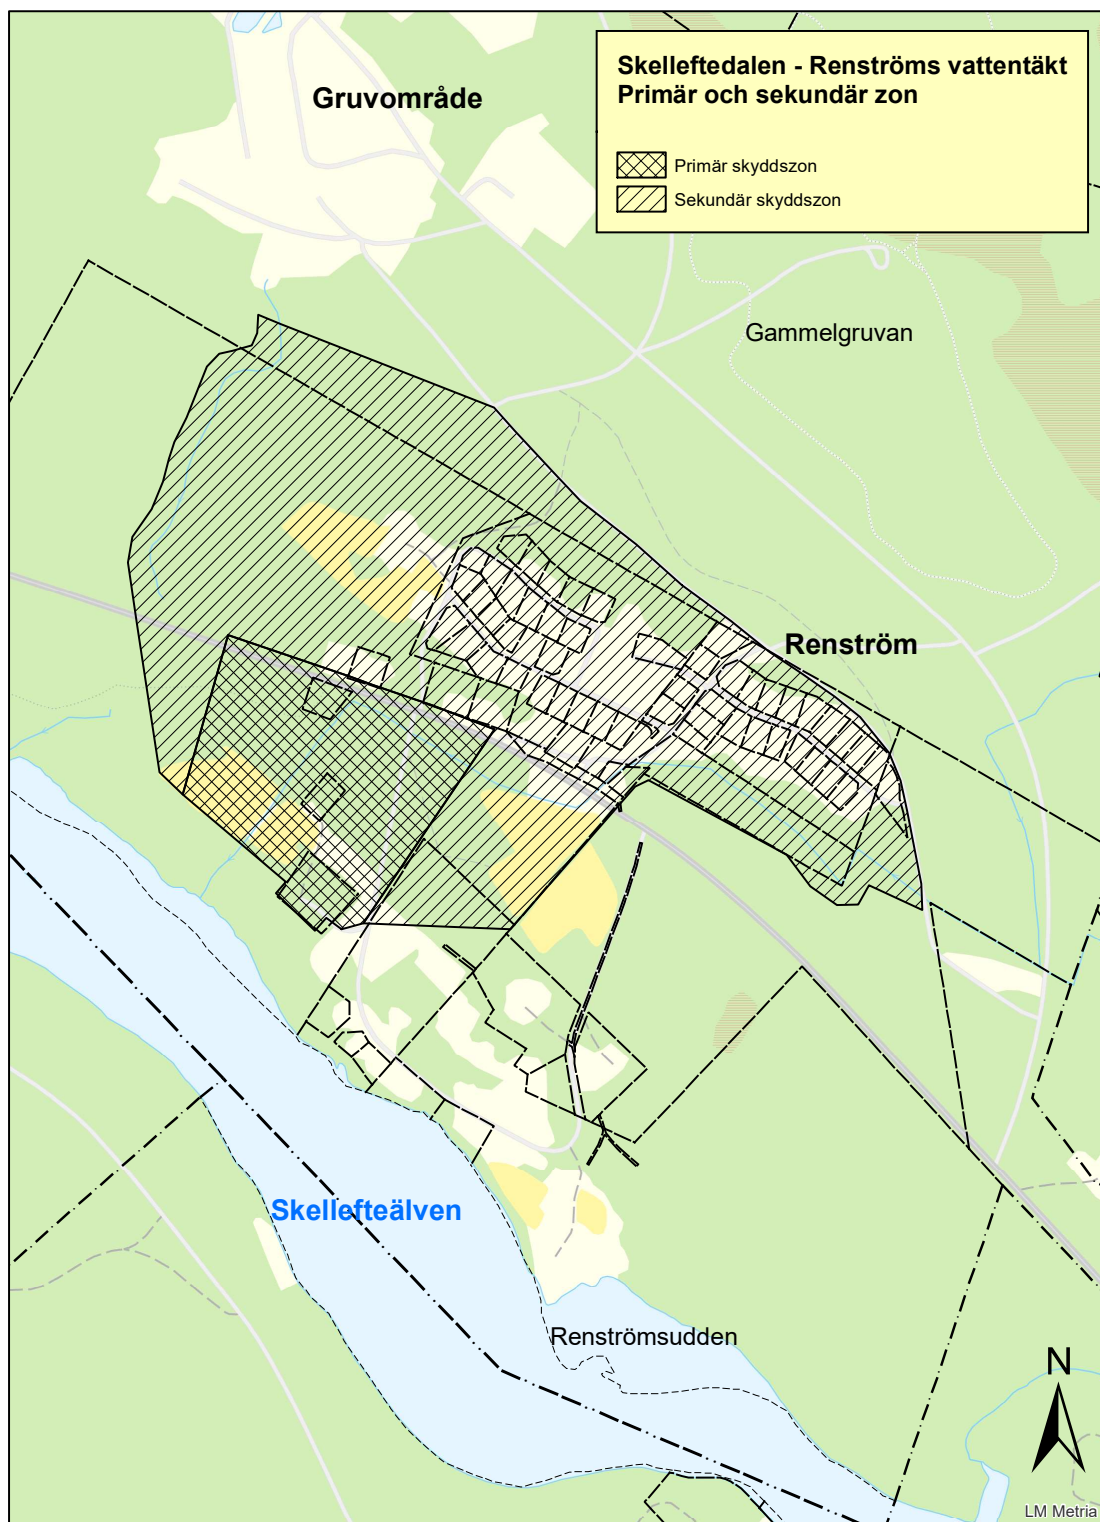 Skelleftedalen - Renströms vattentäkt
Primär och sekundär zon
Primär skyddszon
Sekundär skyddszon
Gruvområde
Gammelgruvan
Renström
Skellefteälven
Renströmsudden
N
LM Metria